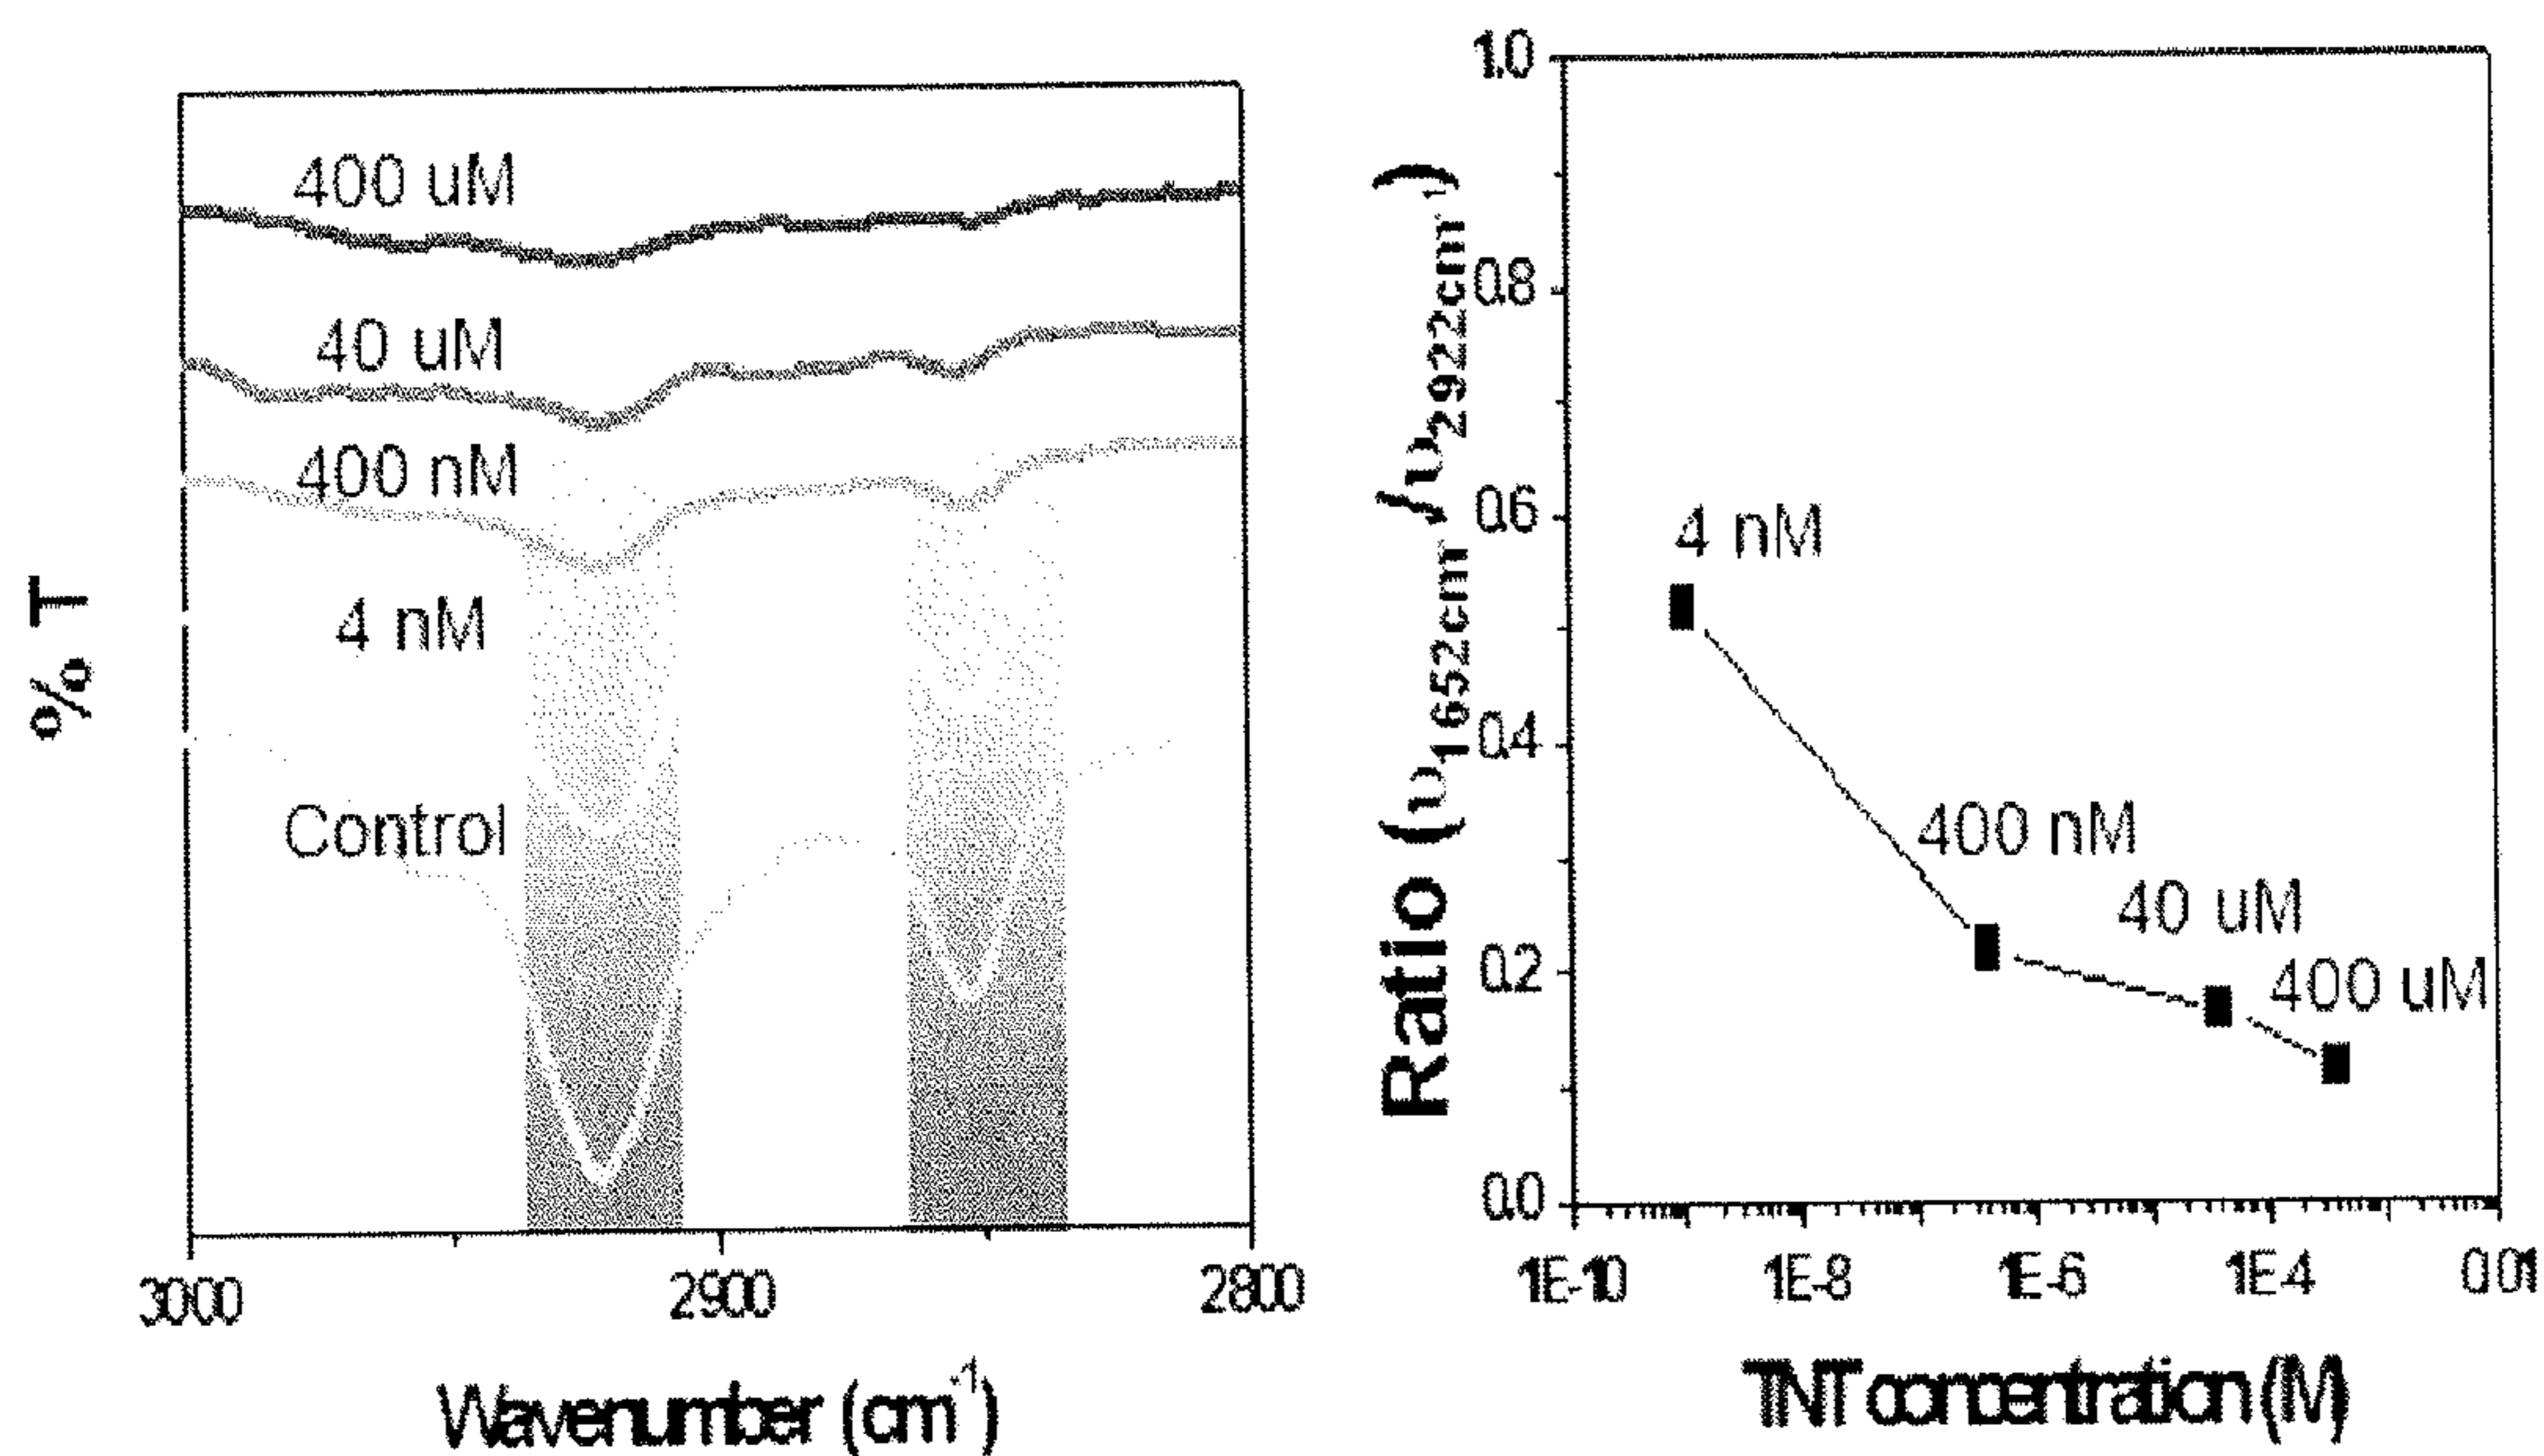 400 uM
40 uM
400 nM
4 nM
Control
% T
3000 2900 2800
Wavenumber (cm-1)
1.0
0.8
0.6
0.4
0.2
0.0
Ratio (υ1652cm-1/υ2922cm-1)
4 nM
400 nM
40 uM
400 uM
1E-10 1E-8 1E-6 1E-4 0.01
TNT concentration (M)